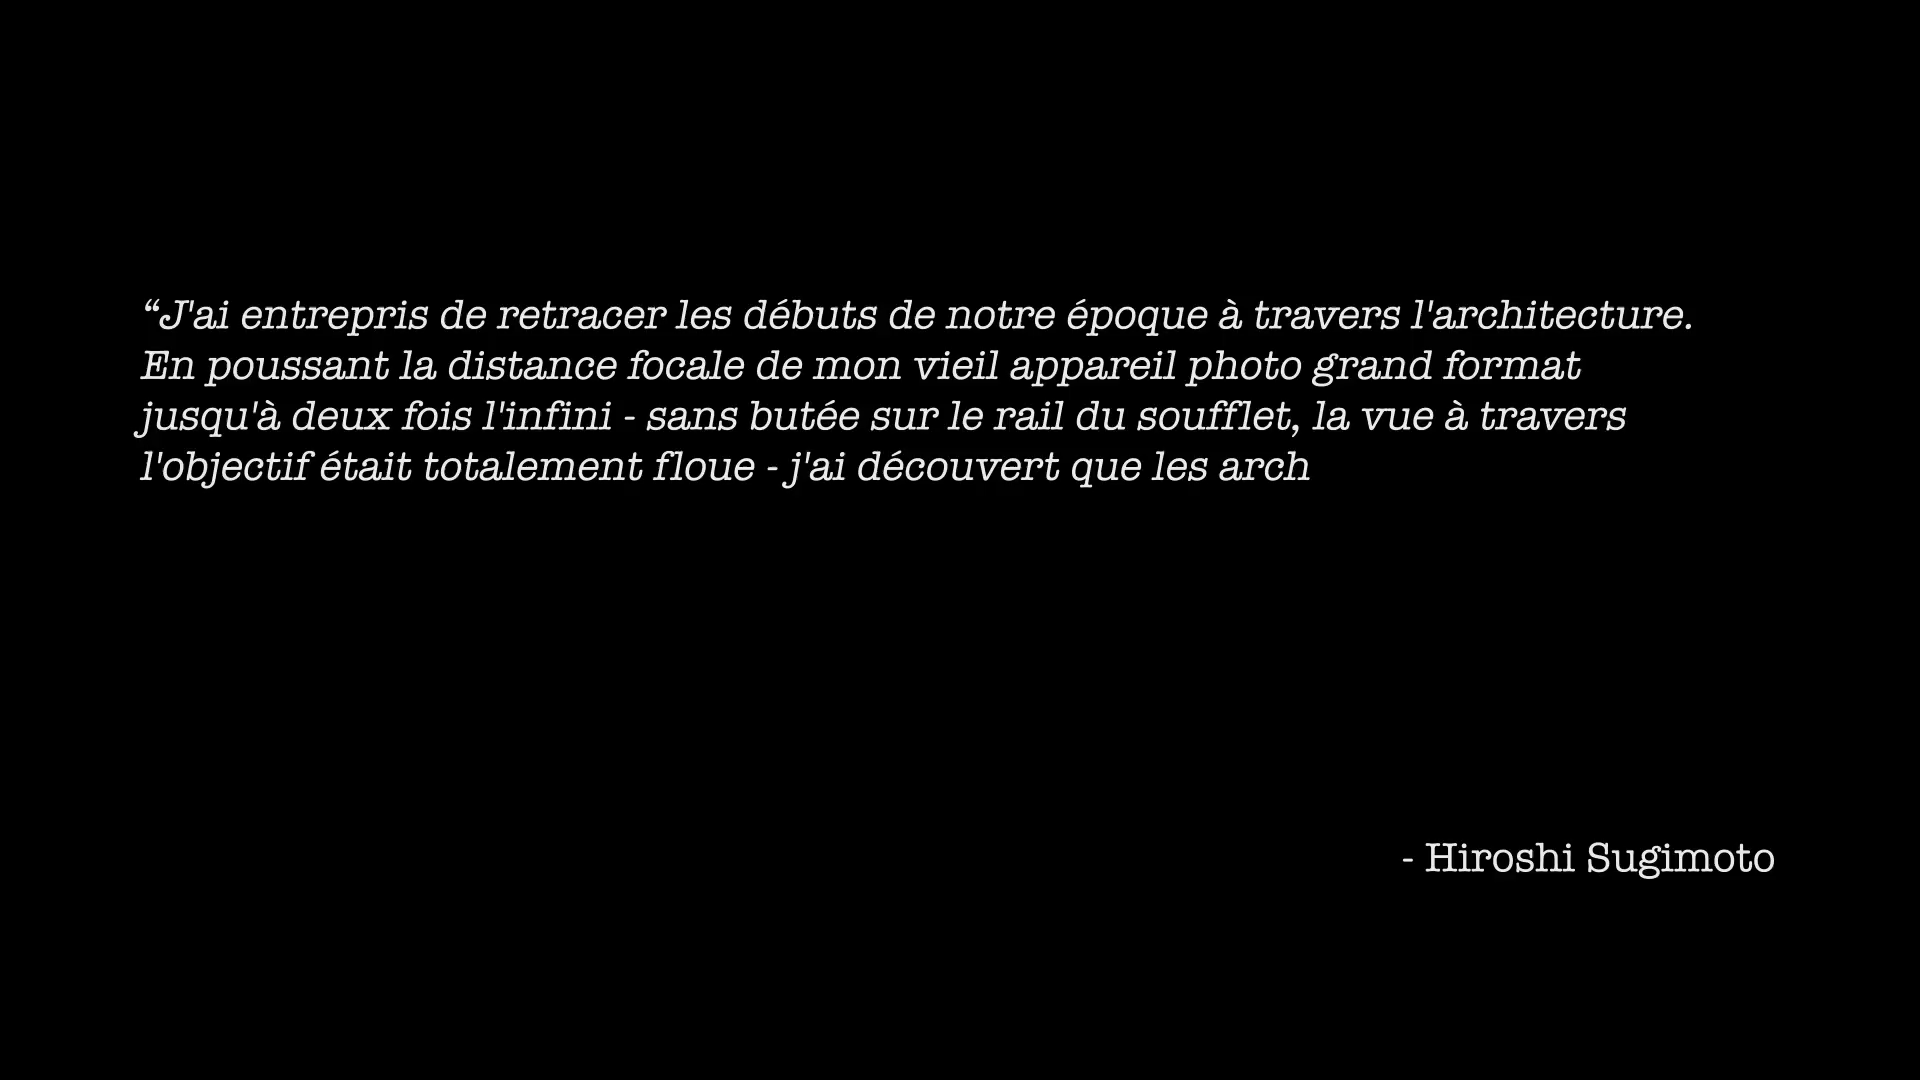 “J'ai entrepris de retracer les débuts de notre époque à travers l'architecture.
En poussant la distance focale de mon vieil appareil photo grand format
jusqu'à deux fois l'infini - sans butée sur le rail du soufflet, la vue à travers
l'objectif était totalement floue - j'ai découvert que les arch
- Hiroshi Sugimoto